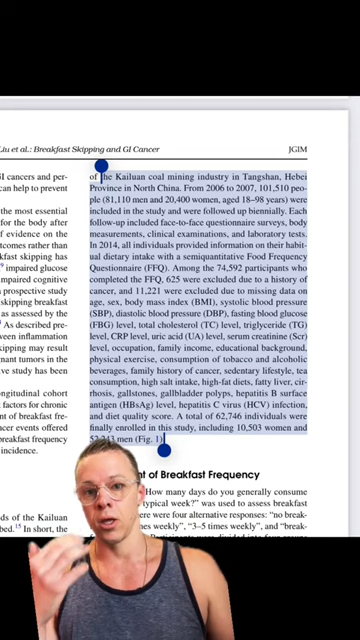 Liu et al.: Breakfast Skipping and GI Cancer
JGIM
GI cancers and per-
can help to prevent
the most essential
for the body after
of evidence on the
tcomes rather than
eakfast skipping has
impaired glucose
impaired cognitive
a prospective study
skipping breakfast
as assessed by the
As described pre-
ween inflammation
kipping may result
gnant tumors in the
ive study has been
ongitudinal cohort
factors for chronic
nt of breakfast fre-
cer events offered
reakfast frequency
incidence.
ds of the Kailuan
bed.15 In short, the
of the Kailuan coal mining industry in Tangshan, Hebei
Province in North China. From 2006 to 2007, 101,510 peo-
ple (81,110 men and 20,400 women, aged 18–98 years) were
included in the study and were followed up biennially. Each
follow-up included face-to-face questionnaire surveys, body
measurements, clinical examinations, and laboratory tests.
In 2014, all individuals provided information on their habit-
ual dietary intake with a semiquantitative Food Frequency
Questionnaire (FFQ). Among the 74,592 participants who
completed the FFQ, 625 were excluded due to a history of
cancer, and 11,221 were excluded due to missing data on
age, sex, body mass index (BMI), systolic blood pressure
(SBP), diastolic blood pressure (DBP), fasting blood glucose
(FBG) level, total cholesterol (TC) level, triglyceride (TG)
level, CRP level, uric acid (UA) level, serum creatinine (Scr)
level, occupation, family income, educational background,
physical exercise, consumption of tobacco and alcoholic
beverages, family history of cancer, sedentary lifestyle, tea
consumption, high salt intake, high-fat diets, fatty liver, cir-
rhosis, gallstones, gallbladder polyps, hepatitis B surface
antigen (HBsAg) level, hepatitis C virus (HCV) infection,
and diet quality score. A total of 62,746 individuals were
finally enrolled in this study, including 10,503 women and
52,243 men (Fig. 1).
nt of Breakfast Frequency
How many days do you generally consume
typical week?” was used to assess breakfast
ere were four alternative responses: “no break-
mes weekly”, “3–5 times weekly”, and “break-